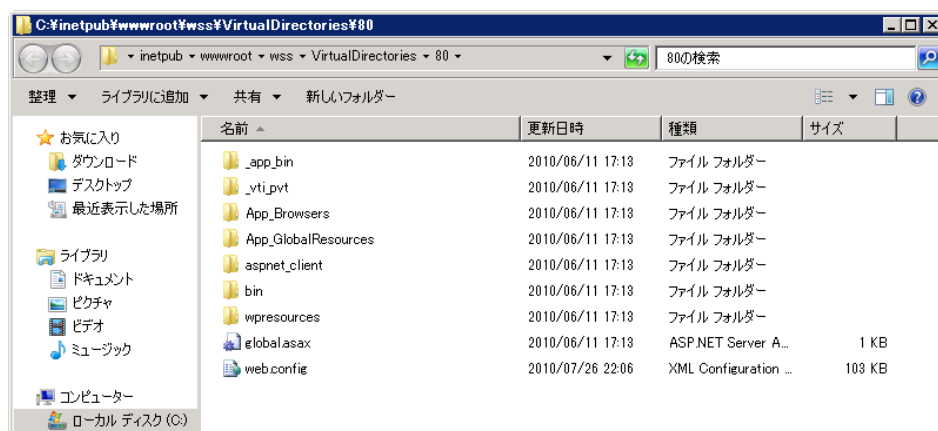 C:¥inetpub¥wwwroot¥wss¥VirtualDirectories¥80
inetpub wwwroot wss VirtualDirectories 80
80の検索
整理 ライブラリに追加 共有 新しいフォルダー
名前 更新日時 種類 サイズ
お気に入り
ダウンロード
デスクトップ
最近表示した場所
ライブラリ
ドキュメント
ピクチャ
ビデオ
ミュージック
コンピューター
ローカル ディスク (C:)
_app_bin 2010/06/11 17:13 ファイル フォルダー
_vti_pvt 2010/06/11 17:13 ファイル フォルダー
App_Browsers 2010/06/11 17:13 ファイル フォルダー
App_GlobalResources 2010/06/11 17:13 ファイル フォルダー
aspnet_client 2010/06/11 17:13 ファイル フォルダー
bin 2010/06/11 17:13 ファイル フォルダー
wpresources 2010/06/11 17:13 ファイル フォルダー
global.asax 2010/06/11 17:13 ASP.NET Server A... 1 KB
web.config 2010/07/26 22:06 XML Configuration ... 103 KB